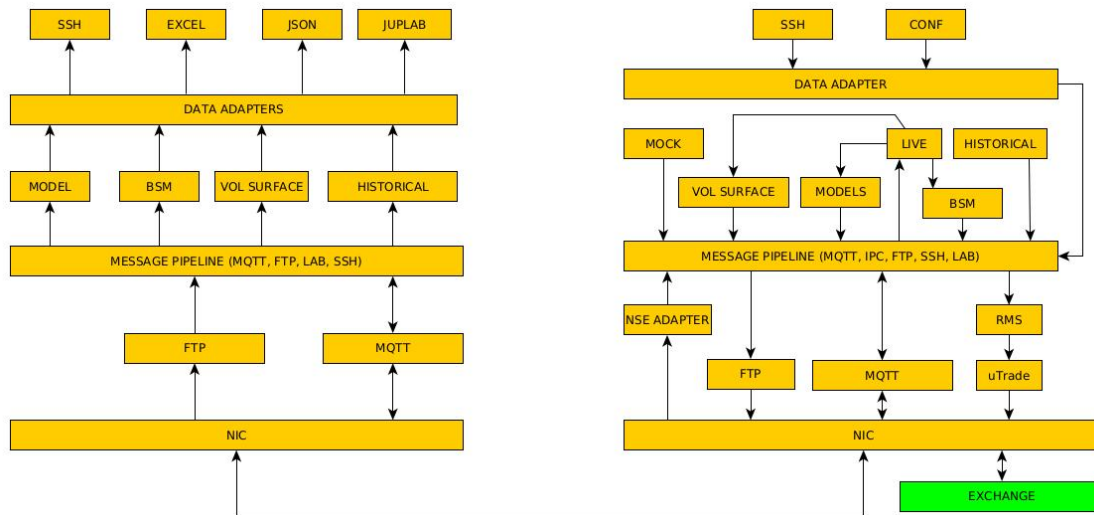 SSH
EXCEL
JSON
JUPLAB
DATA ADAPTERS
MODEL
BSM
VOL SURFACE
HISTORICAL
MESSAGE PIPELINE (MQTT, FTP, LAB, SSH)
FTP
MQTT
NIC
SSH
CONF
DATA ADAPTER
MOCK
LIVE
HISTORICAL
VOL SURFACE
MODELS
BSM
MESSAGE PIPELINE (MQTT, IPC, FTP, SSH, LAB)
NSE ADAPTER
RMS
FTP
MQTT
uTrade
NIC
EXCHANGE